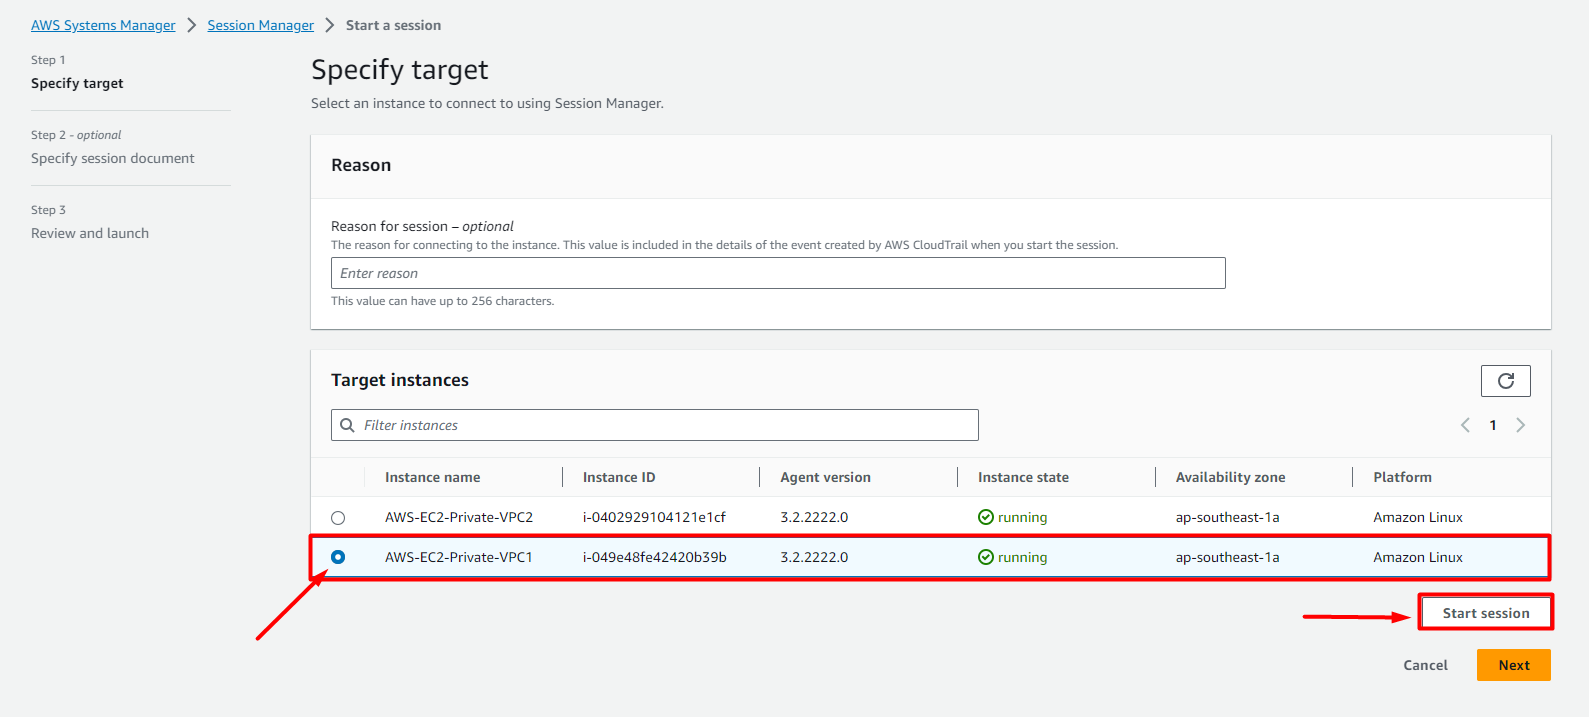 AWS Systems Manager > Session Manager > Start a session
Step 1
Specify target
Step 2 - optional
Specify session document
Step 3
Review and launch
Specify target
Select an instance to connect to using Session Manager.
Reason
Reason for session – optional
The reason for connecting to the instance. This value is included in the details of the event created by AWS CloudTrail when you start the session.
Enter reason
This value can have up to 256 characters.
Target instances
Filter instances
1
Instance name Instance ID Agent version Instance state Availability zone Platform
AWS-EC2-Private-VPC2 i-0402929104121e1cf 3.2.2222.0 running ap-southeast-1a Amazon Linux
AWS-EC2-Private-VPC1 i-049e48fe42420b39b 3.2.2222.0 running ap-southeast-1a Amazon Linux
Start session
Cancel Next